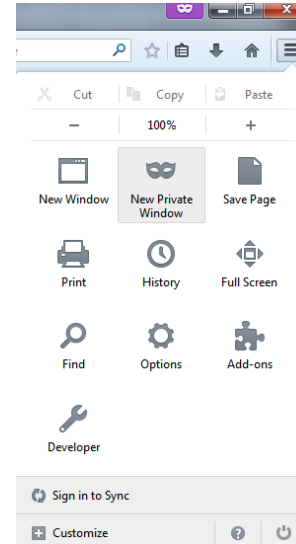 Cut Copy Paste
100%
New Window
New Private
Window
Save Page
Print History Full Screen
Find Options Add-ons
Developer
Sign in to Sync
Customize